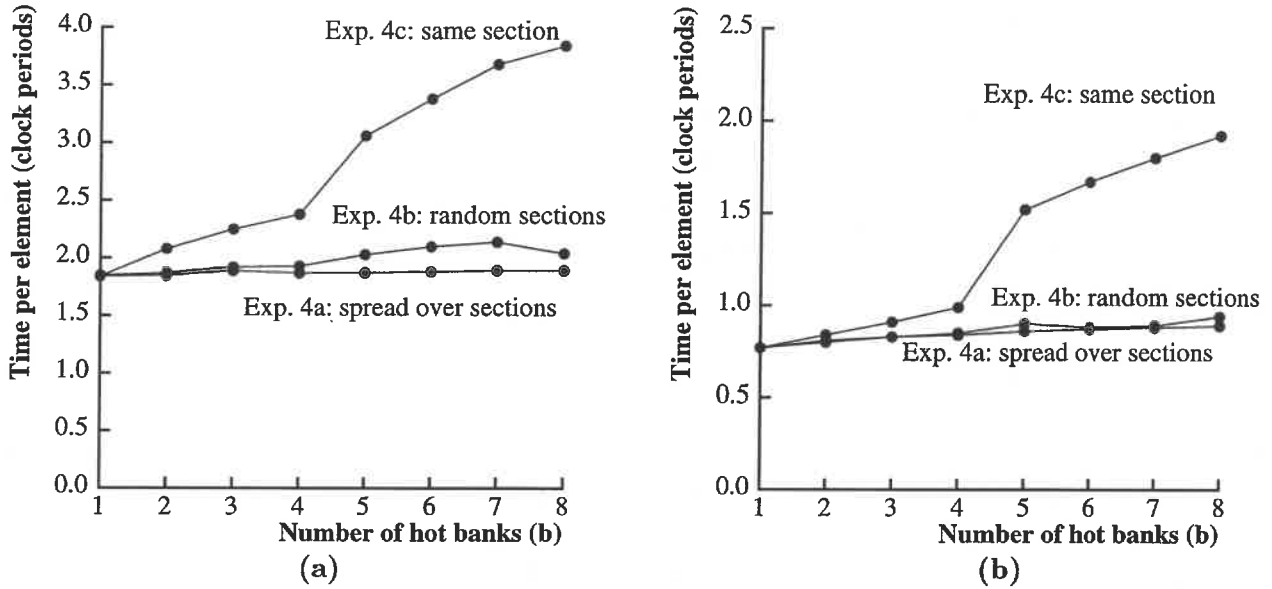 Time per element (clock periods)
4.0
3.5
3.0
2.5
2.0
1.5
1.0
0.5
0.0
Exp. 4c: same section
Exp. 4b: random sections
Exp. 4a: spread over sections
1 2 3 4 5 6 7 8
Number of hot banks (b)
(a)
Time per element (clock periods)
2.5
2.0
1.5
1.0
0.5
0.0
Exp. 4c: same section
Exp. 4b: random sections
Exp. 4a: spread over sections
1 2 3 4 5 6 7 8
Number of hot banks (b)
(b)